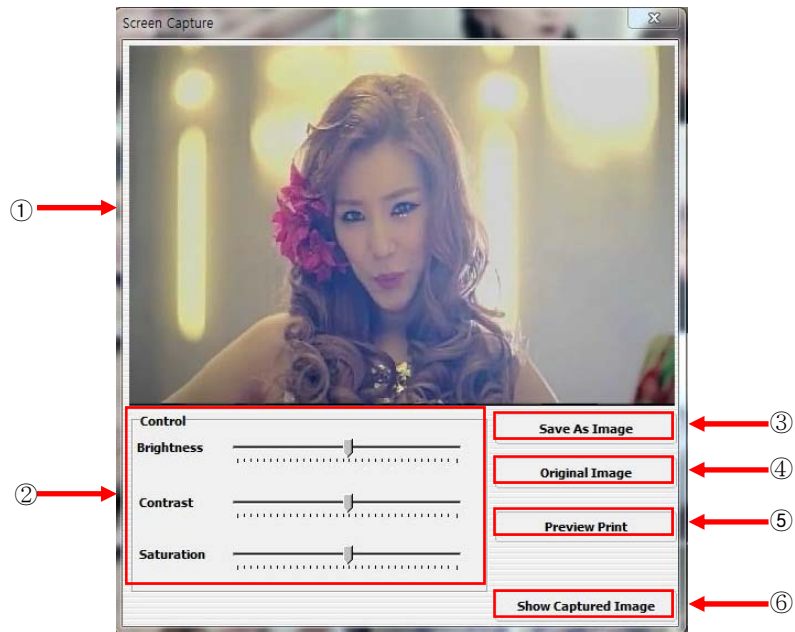 Screen Capture
①
Control
Brightness
Contrast
Saturation
②
Save As Image
③
Original Image
④
Preview Print
⑤
Show Captured Image
⑥